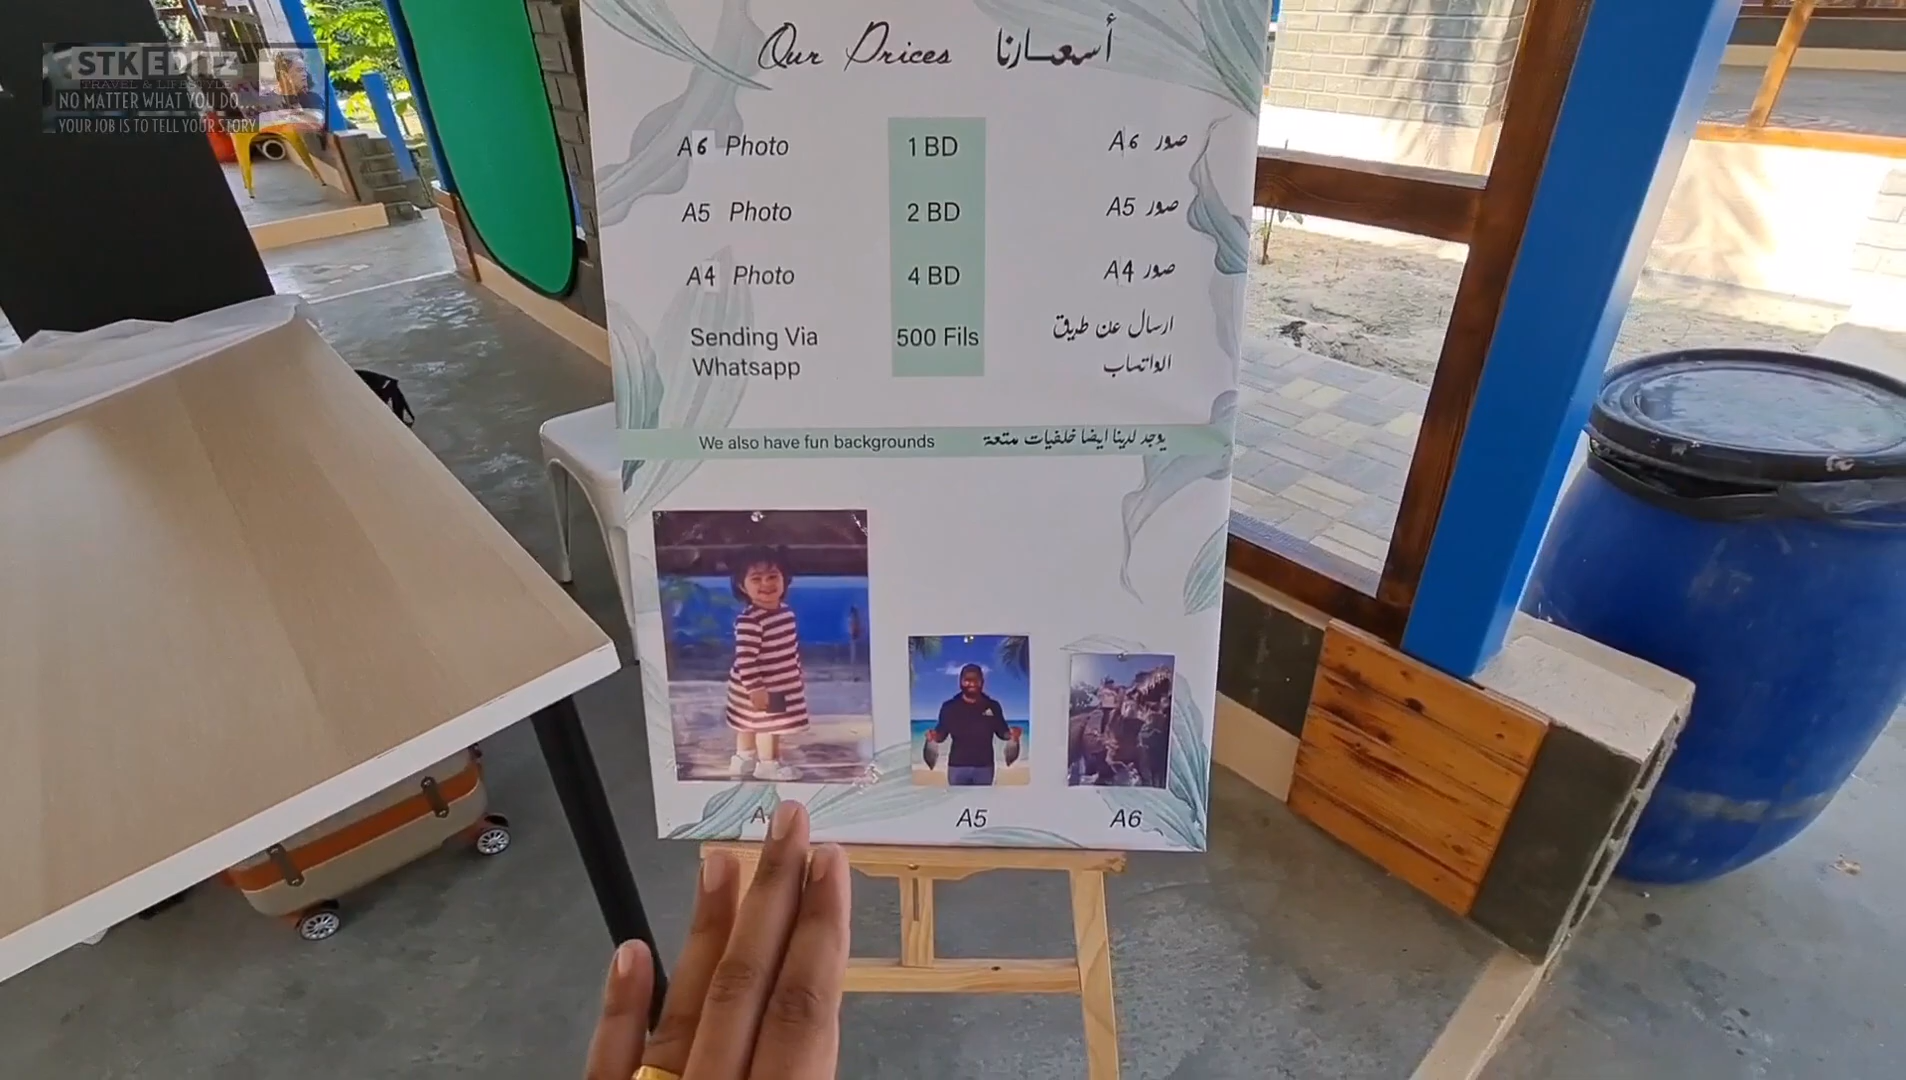 STK EDITZ
TRAVEL & LIFESTYLE
NO MATTER WHAT YOU DO...
YOUR JOB IS TO TELL YOUR STORY
Our Prices أسعارنا
A6 Photo 1 BD صور A6
A5 Photo 2 BD صور A5
A4 Photo 4 BD صور A4
Sending Via 500 Fils ارسال عن طريق
Whatsapp الواتساب
We also have fun backgrounds يوجد لدينا ايضا خلفيات متعة
A5 A6